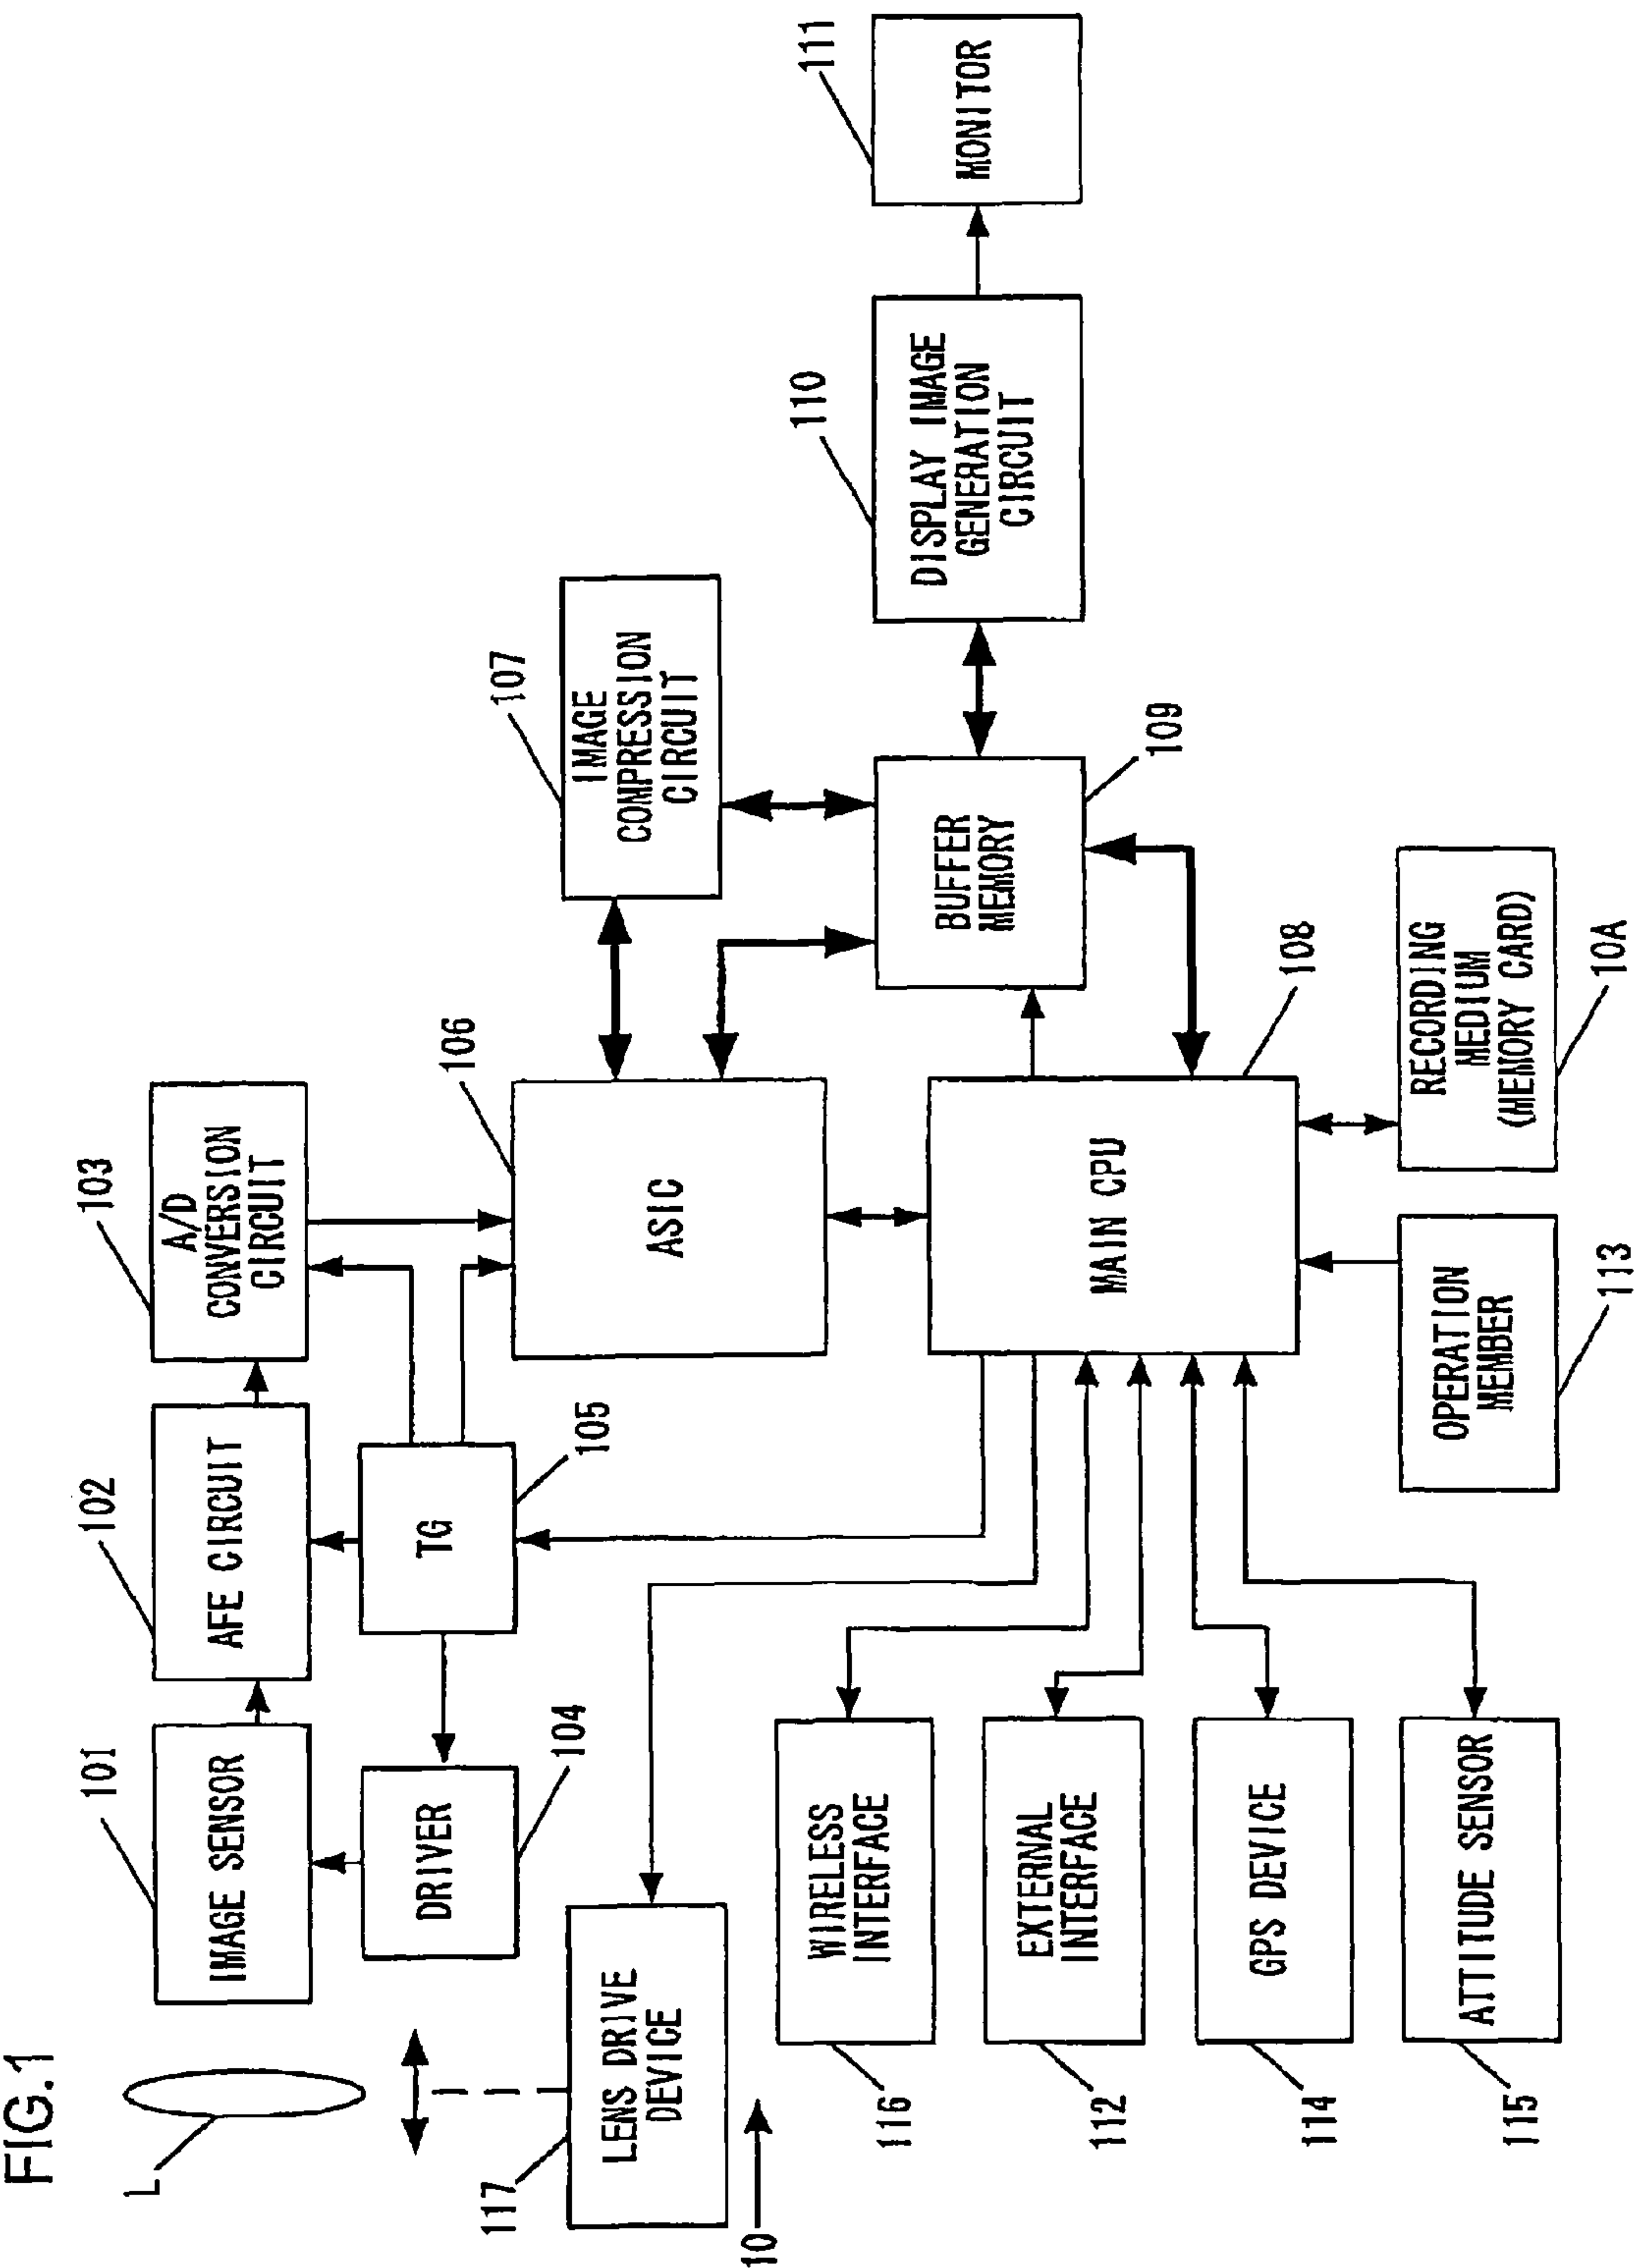 FIG.1
L
101
IMAGE SENSOR
102
AFE CIRCUIT
103
A/D
CONVERSION
CIRCUIT
DRIVER
104
TG
105
106
ASIC
107
IMAGE
COMPRESSION
CIRCUIT
117
LENS DRIVE
DEVICE
10
WIRELESS
INTERFACE
116
EXTERNAL
INTERFACE
112
GPS DEVICE
114
ATTITUDE SENSOR
115
MAIN CPU
108
BUFFER
MEMORY
109
110
DISPLAY IMAGE
GENERATION
CIRCUIT
111
MONITOR
OPERATION
MEMBER
113
RECORDING
MEDIUM
(MEMORY CARD)
10A